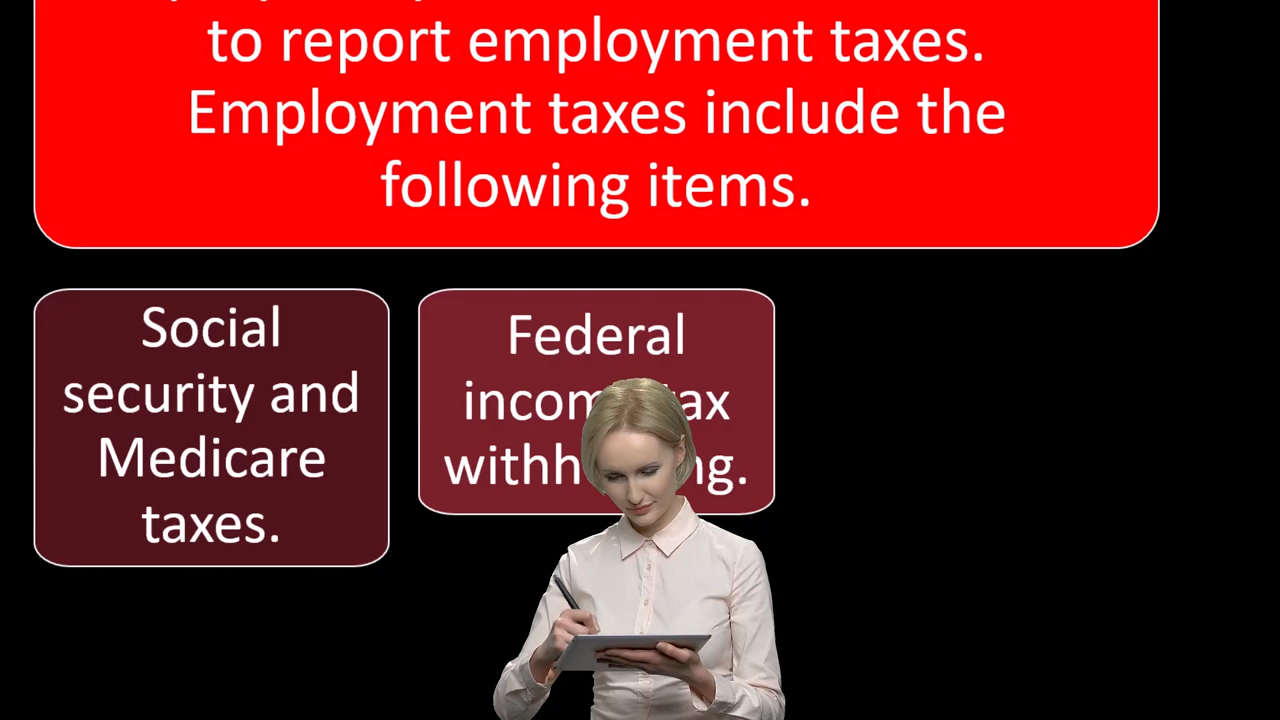 to report employment taxes.
Employment taxes include the
following items.
Social
security and
Medicare
taxes.
Federal
income tax
withholding.